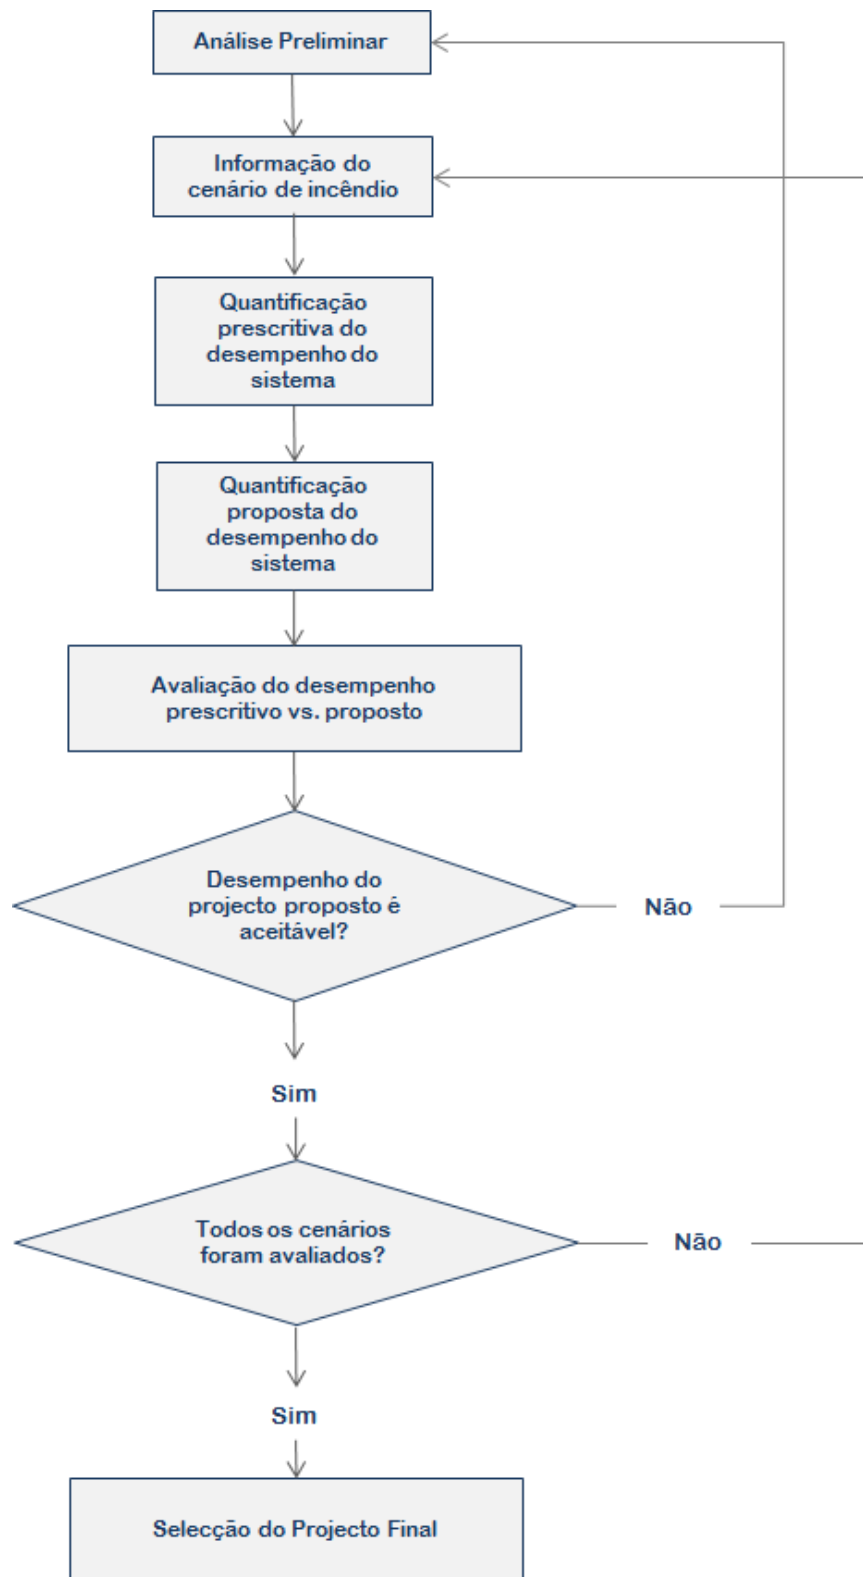 Análise Preliminar
Informação do
cenário de incêndio
Quantificação
prescritiva do
desempenho do
sistema
Quantificação
proposta do
desempenho do
sistema
Avaliação do desempenho
prescritivo vs. proposto
Desempenho do
projecto proposto é
aceitável?
Não
Sim
Todos os cenários
foram avaliados?
Não
Sim
Selecção do Projecto Final